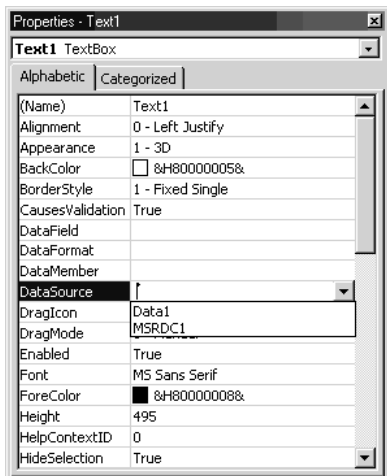 Properties - Text1
Text1 TextBox
Alphabetic Categorized
(Name) Text1
Alignment 0 - Left Justify
Appearance 1 - 3D
BackColor &H80000005&
BorderStyle 1 - Fixed Single
CausesValidation True
DataField
DataFormat
DataMember
DataSource
DragIcon Data1
MSRDC1
DragMode
Enabled True
Font MS Sans Serif
ForeColor &H80000008&
Height 495
HelpContextID 0
HideSelection True